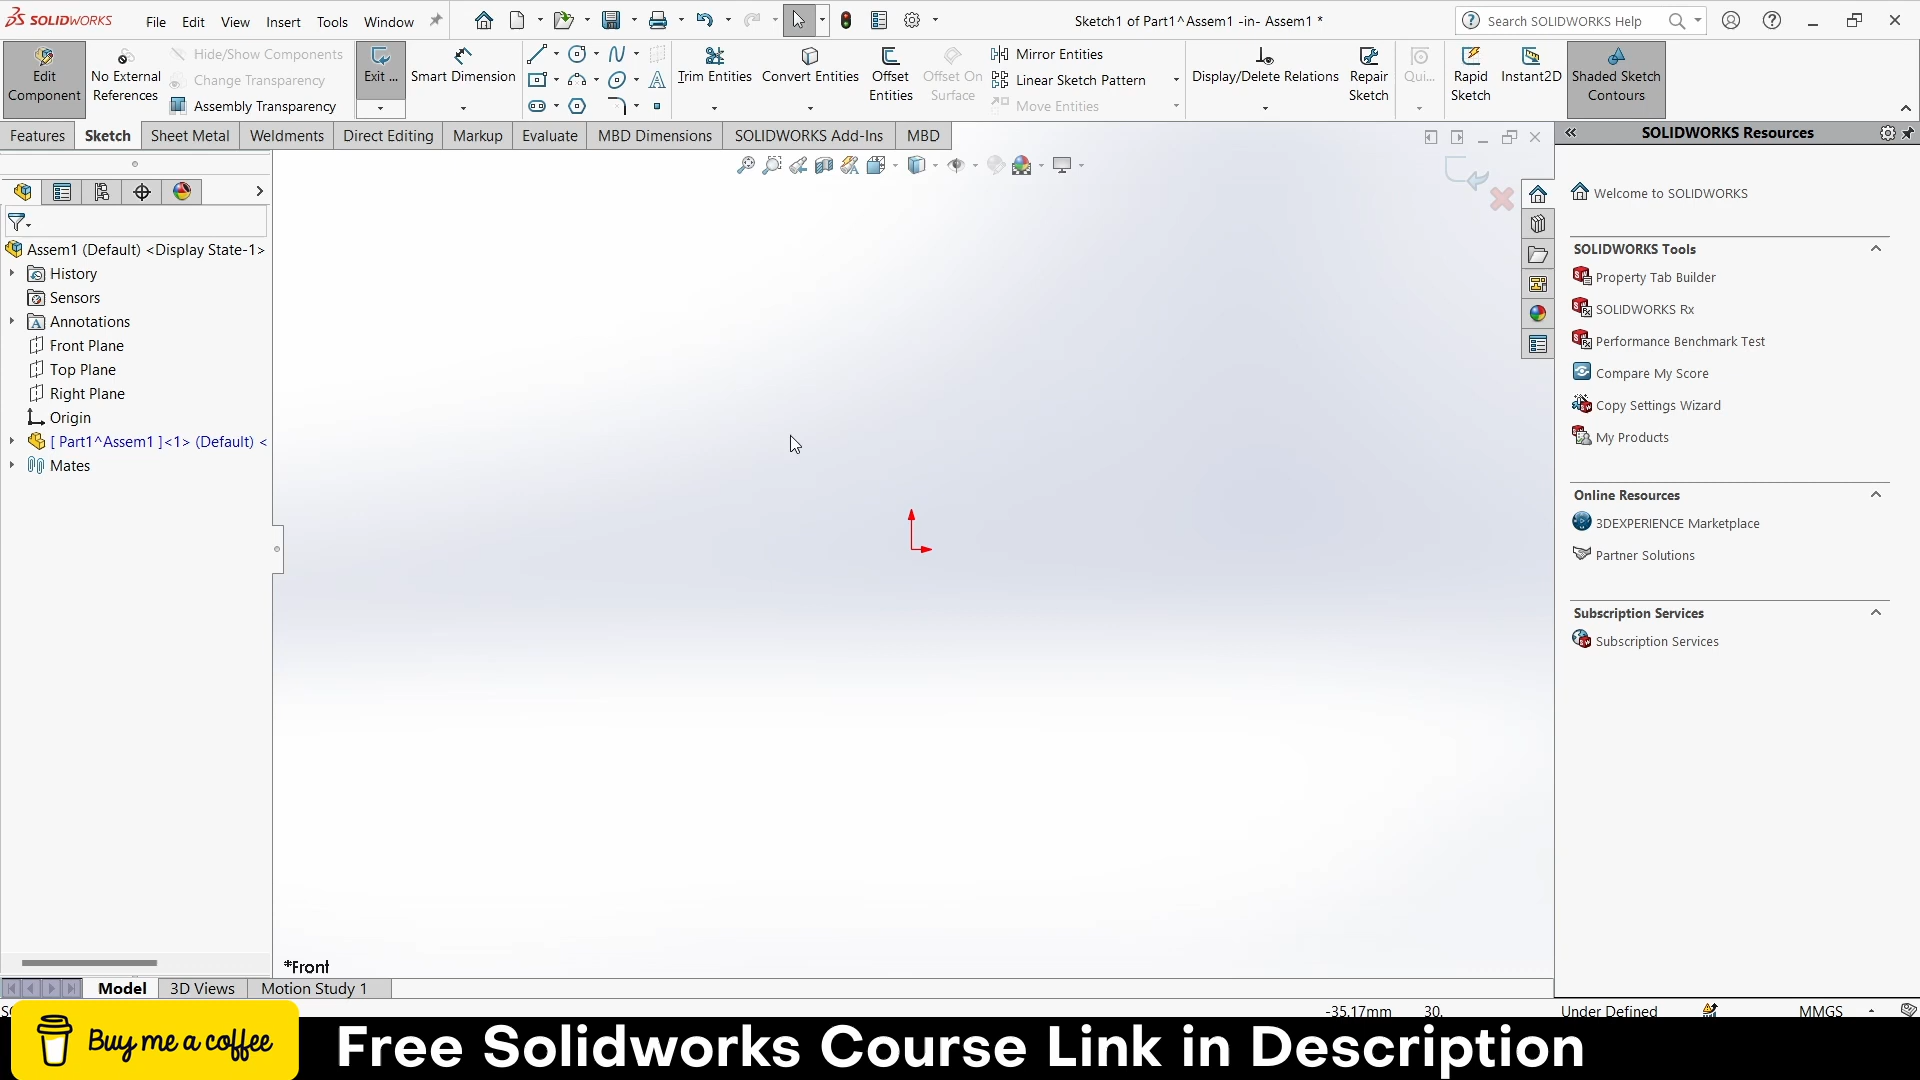 SOLIDWORKS
File Edit View Insert Tools Window
Sketch1 of Part1^Assem1 -in- Assem1 *
Search SOLIDWORKS Help
Edit Component
No External References
Hide/Show Components
Change Transparency
Assembly Transparency
Exit ...
Smart Dimension
Trim Entities
Convert Entities
Offset Entities
Offset On Surface
Mirror Entities
Linear Sketch Pattern
Move Entities
Display/Delete Relations
Repair Sketch
Qui...
Rapid Sketch
Instant2D
Shaded Sketch Contours
Features Sketch Sheet Metal Weldments Direct Editing Markup Evaluate MBD Dimensions SOLIDWORKS Add-Ins MBD
SOLIDWORKS Resources
Assem1 (Default) <Display State-1>
History
Sensors
Annotations
Front Plane
Top Plane
Right Plane
Origin
[ Part1^Assem1 ]<1> (Default) <
Mates
Welcome to SOLIDWORKS
SOLIDWORKS Tools
Property Tab Builder
SOLIDWORKS Rx
Performance Benchmark Test
Compare My Score
Copy Settings Wizard
My Products
Online Resources
3DEXPERIENCE Marketplace
Partner Solutions
Subscription Services
Subscription Services
*Front
Model 3D Views Motion Study 1
-35.17mm 30. Under Defined MMGS
Buy me a coffee
Free Solidworks Course Link in Description